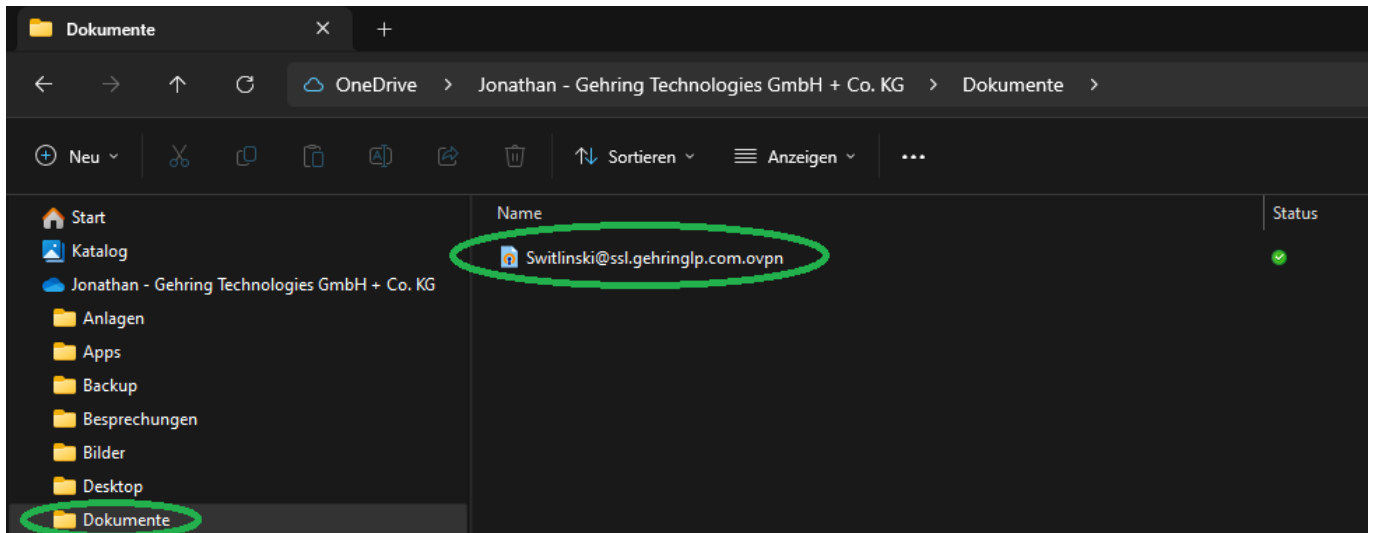 Dokumente
OneDrive > Jonathan - Gehring Technologies GmbH + Co. KG > Dokumente >
Neu Sortieren Anzeigen ...
Start
Katalog
Jonathan - Gehring Technologies GmbH + Co. KG
Anlagen
Apps
Backup
Besprechungen
Bilder
Desktop
Dokumente
Name Status
Switlinski@ssl.gehringlp.com.ovpn